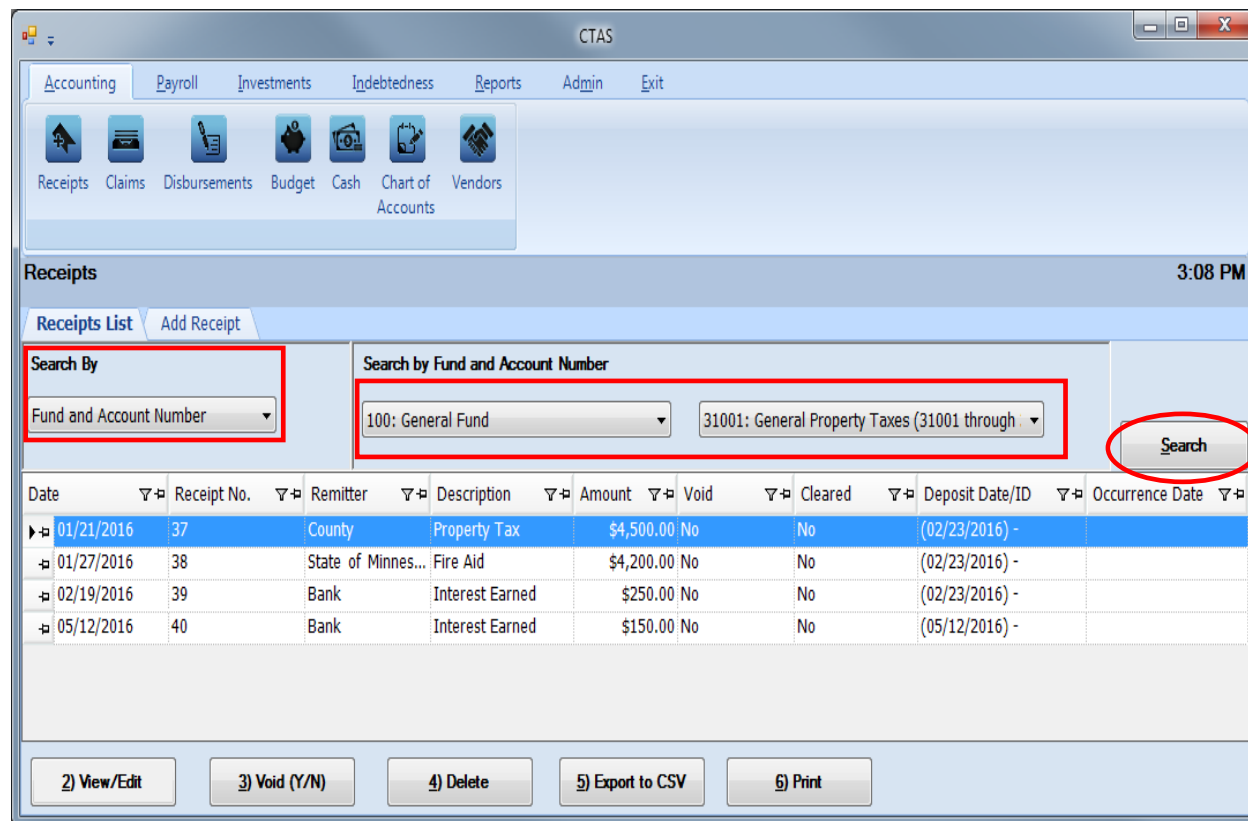 CTAS
Accounting Payroll Investments Indebtedness Reports Admin Exit
Receipts Claims Disbursements Budget Cash Chart of Accounts Vendors
Receipts 3:08 PM
Receipts List Add Receipt
Search By Search by Fund and Account Number
Fund and Account Number 100: General Fund 31001: General Property Taxes (31001 through
Search
Date Receipt No. Remitter Description Amount Void Cleared Deposit Date/ID Occurrence Date
01/21/2016 37 County Property Tax $4,500.00 No No (02/23/2016) -
01/27/2016 38 State of Minnes... Fire Aid $4,200.00 No No (02/23/2016) -
02/19/2016 39 Bank Interest Earned $250.00 No No (02/23/2016) -
05/12/2016 40 Bank Interest Earned $150.00 No No (05/12/2016) -
2) View/Edit 3) Void (Y/N) 4) Delete 5) Export to CSV 6) Print